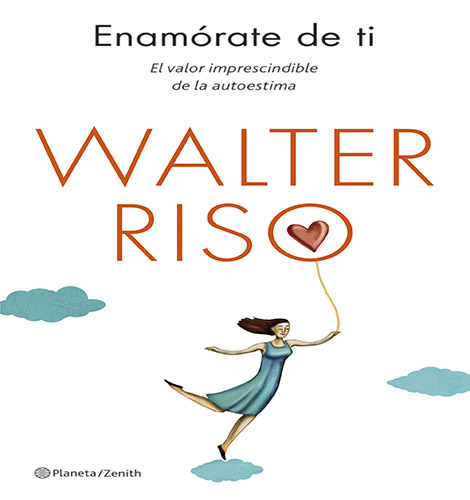 Enamórate de ti
El valor imprescindible
de la autoestima
WALTER
RISO
Planeta/Zenith